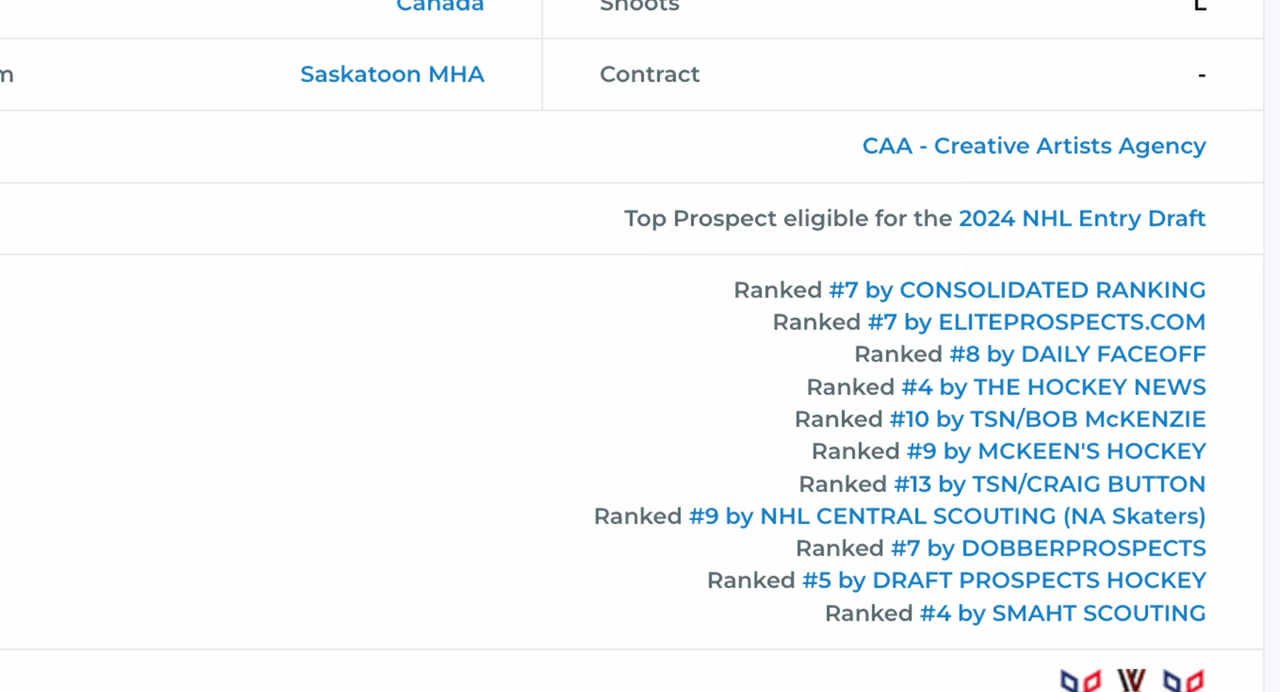 Canada Shoots L
m Saskatoon MHA Contract -
CAA - Creative Artists Agency
Top Prospect eligible for the 2024 NHL Entry Draft
Ranked #7 by CONSOLIDATED RANKING
Ranked #7 by ELITEPROSPECTS.COM
Ranked #8 by DAILY FACEOFF
Ranked #4 by THE HOCKEY NEWS
Ranked #10 by TSN/BOB McKENZIE
Ranked #9 by MCKEEN'S HOCKEY
Ranked #13 by TSN/CRAIG BUTTON
Ranked #9 by NHL CENTRAL SCOUTING (NA Skaters)
Ranked #7 by DOBBERPROSPECTS
Ranked #5 by DRAFT PROSPECTS HOCKEY
Ranked #4 by SMAHT SCOUTING